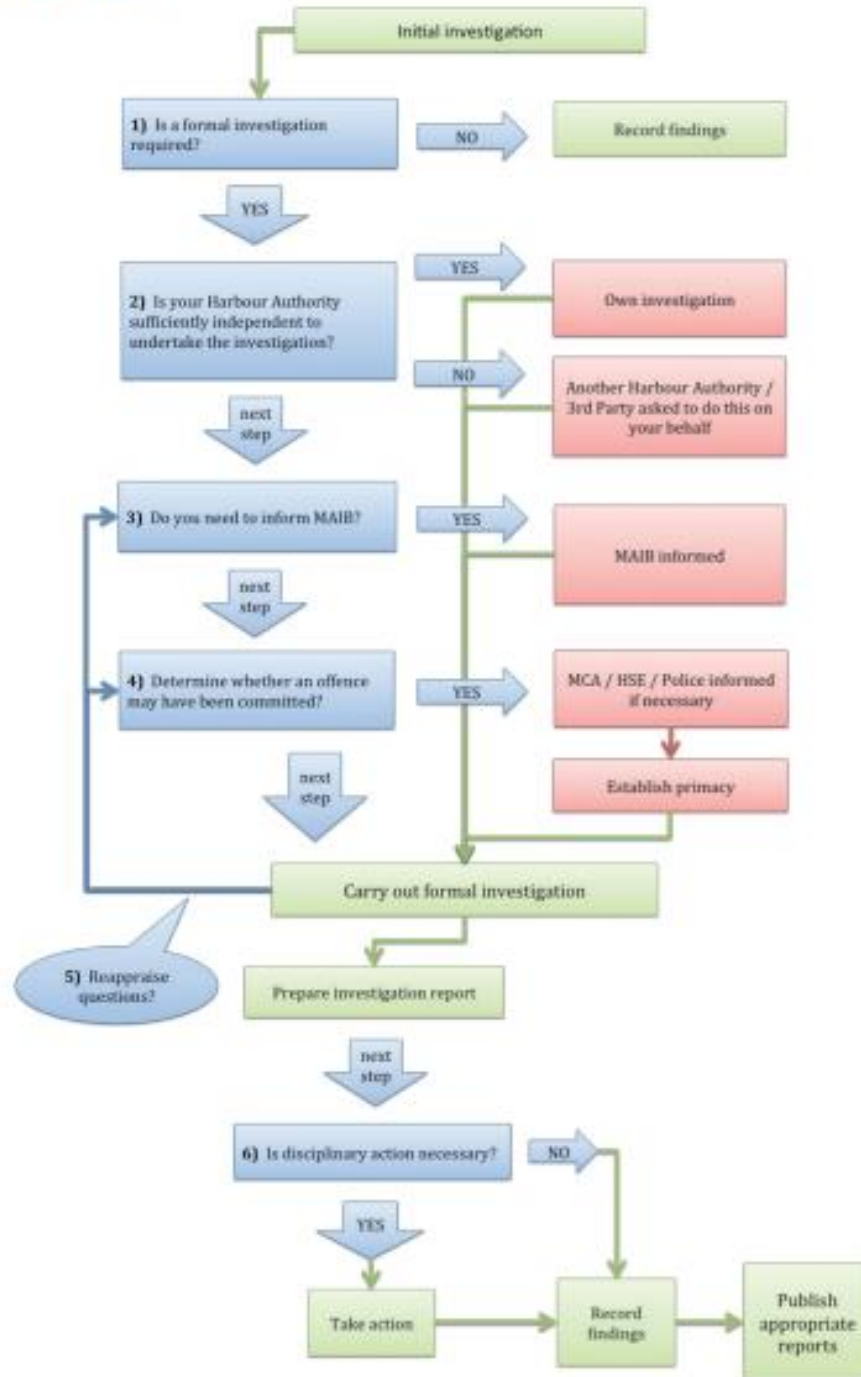 Initial investigation
1) Is a formal investigation
required?
NO
Record findings
YES
2) Is your Harbour Authority
sufficiently independent to
undertake the investigation?
YES
Own investigation
NO
Another Harbour Authority /
3rd Party asked to do this on
your behalf
next
step
3) Do you need to inform MAIB?
YES
MAIB informed
next
step
4) Determine whether an offence
may have been committed?
YES
MCA / HSE / Police informed
if necessary
Establish primacy
next
step
Carry out formal investigation
5) Reappraise
questions?
Prepare investigation report
next
step
6) Is disciplinary action necessary?
NO
YES
Take action
Record
findings
Publish
appropriate
reports